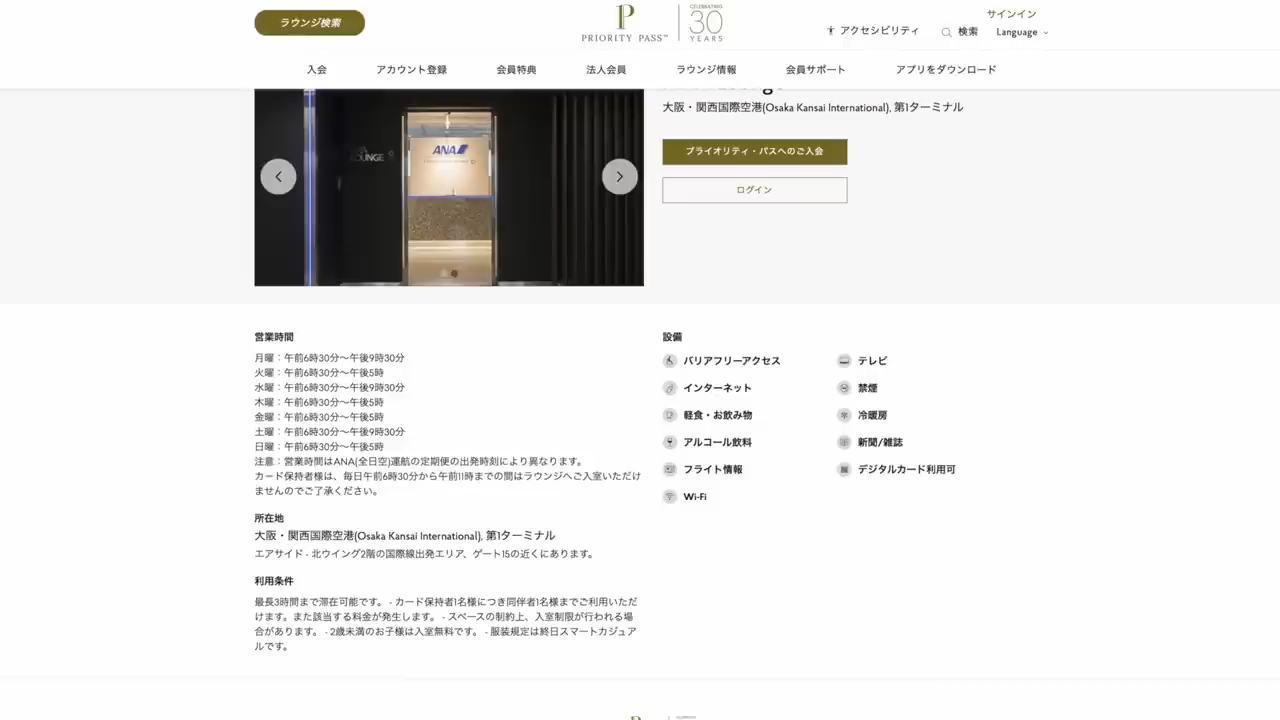 ラウンジ検索
PRIORITY PASS™
CELEBRATING
30
YEARS
サインイン
アクセシビリティ
検索
Language
入会
アカウント登録
会員特典
法人会員
ラウンジ情報
会員サポート
アプリをダウンロード
LOUNGE
ANA
大阪・関西国際空港(Osaka Kansai International), 第1ターミナル
プライオリティ・パスへのご入会
ログイン
営業時間
月曜：午前6時30分〜午後9時30分
火曜：午前6時30分〜午後5時
水曜：午前6時30分〜午後9時30分
木曜：午前6時30分〜午後5時
金曜：午前6時30分〜午後5時
土曜：午前6時30分〜午後9時30分
日曜：午前6時30分〜午後5時
注意：営業時間はANA(全日空)運航の定期便の出発時刻により異なります。
カード保持者様は、毎日午前6時30分から午前11時までの間はラウンジへご入室いただけ
ませんのでご了承ください。
所在地
大阪・関西国際空港(Osaka Kansai International), 第1ターミナル
エアサイド - 北ウイング2階の国際線出発エリア、ゲート15の近くにあります。
利用条件
最長3時間まで滞在可能です。 - カード保持者1名様につき同伴者1名様までご利用いただ
けます。また該当する料金が発生します。 - スペースの制約上、入室制限が行われる場
合があります。 - 2歳未満のお子様は入室無料です。 - 服装規定は終日スマートカジュア
ルです。
設備
バリアフリーアクセス
テレビ
インターネット
禁煙
軽食・お飲み物
冷暖房
アルコール飲料
新聞/雑誌
フライト情報
デジタルカード利用可
Wi-Fi